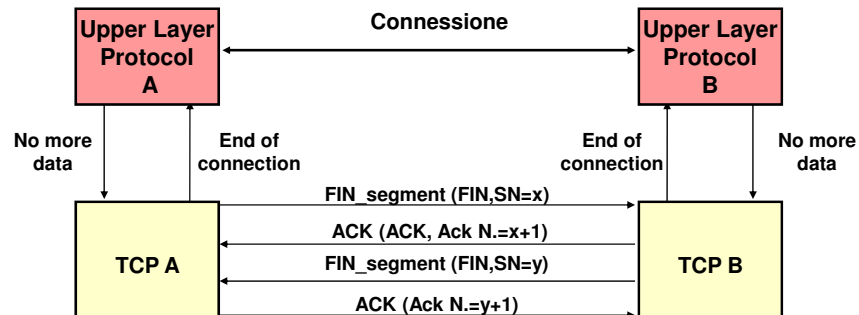 Connessione
Upper Layer
Protocol
A
Upper Layer
Protocol
B
No more
data
End of
connection
End of
connection
No more
data
FIN_segment (FIN,SN=x)
ACK (ACK, Ack N.=x+1)
FIN_segment (FIN,SN=y)
ACK (Ack N.=y+1)
TCP A
TCP B